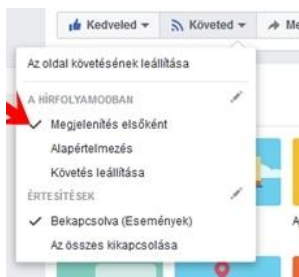 Kedveled Követed Me
Az oldal követésének leállítása
A HÍRFOLYAMODBAN
Megjelenítés elsőként
Alapértelmezés
Követés leállítása
ÉRTESÍTÉSEK
Bekapcsolva (Események)
Az összes kikapcsolása
A